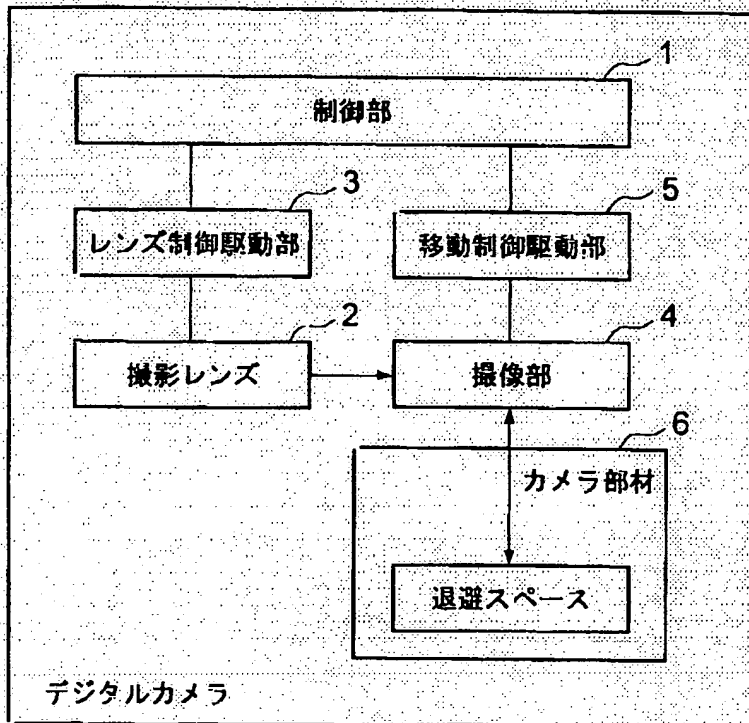 1
制御部
3
レンズ制御駆動部
5
移動制御駆動部
2
撮影レンズ
4
撮像部
6
カメラ部材
退避スペース
デジタルカメラ